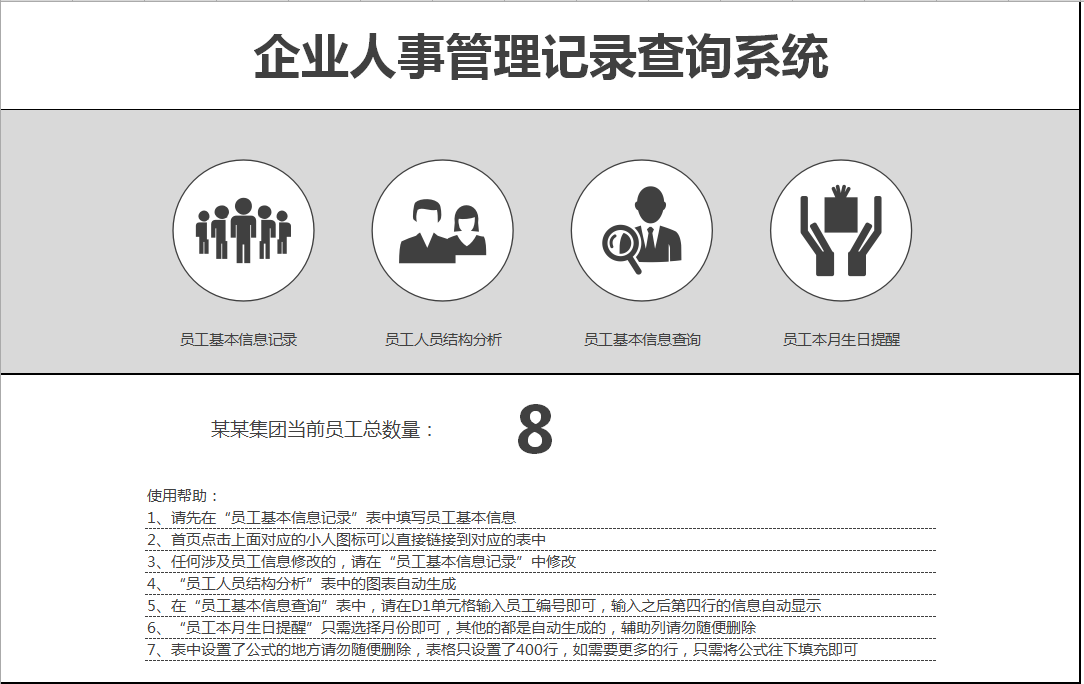 企业人事管理记录查询系统
员工基本信息记录 员工人员结构分析 员工基本信息查询 员工本月生日提醒
某某集团当前员工总数量： 8
使用帮助：
1、请先在“员工基本信息记录”表中填写员工基本信息
2、首页点击上面对应的小人图标可以直接链接到对应的表中
3、任何涉及员工信息修改的，请在“员工基本信息记录”中修改
4、“员工人员结构分析”表中的图表自动生成
5、在“员工基本信息查询”表中，请在D1单元格输入员工编号即可，输入之后第四行的信息自动显示
6、“员工本月生日提醒”只需选择月份即可，其他的都是自动生成的，辅助列请勿随便删除
7、表中设置了公式的地方请勿随便删除，表格只设置了400行，如需要更多的行，只需将公式往下填充即可